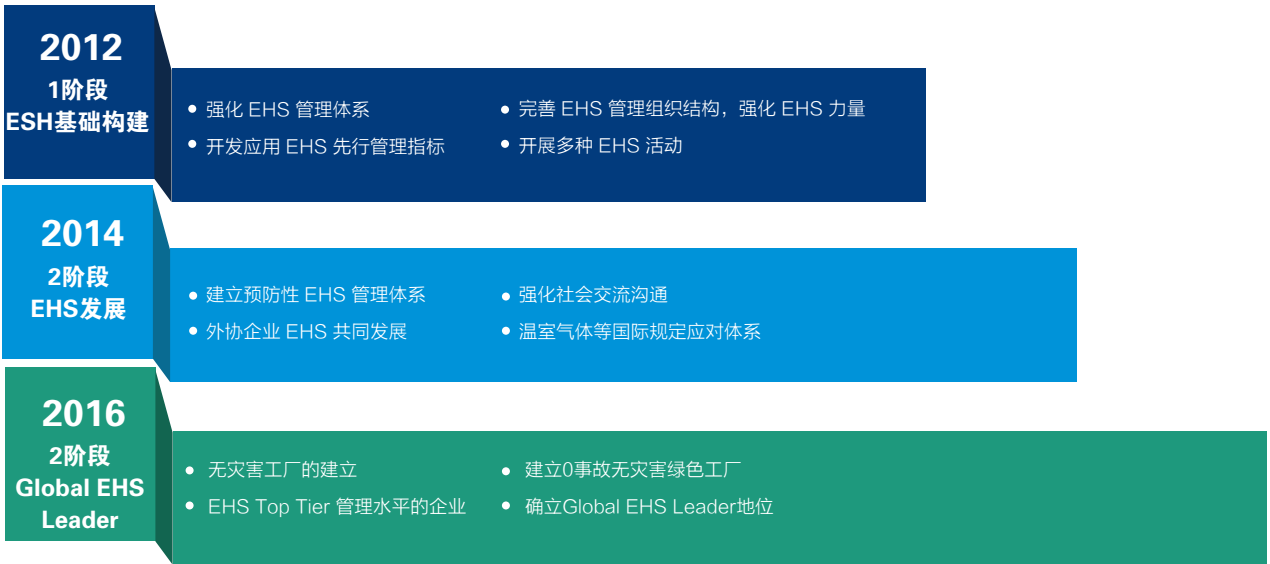 2012
1阶段
ESH基础构建
● 强化 EHS 管理体系
● 完善 EHS 管理组织结构，强化 EHS 力量
● 开发应用 EHS 先行管理指标
● 开展多种 EHS 活动
2014
2阶段
EHS发展
● 建立预防性 EHS 管理体系
● 强化社会交流沟通
● 外协企业 EHS 共同发展
● 温室气体等国际规定应对体系
2016
2阶段
Global EHS
Leader
● 无灾害工厂的建立
● 建立0事故无灾害绿色工厂
● EHS Top Tier 管理水平的企业
● 确立Global EHS Leader地位